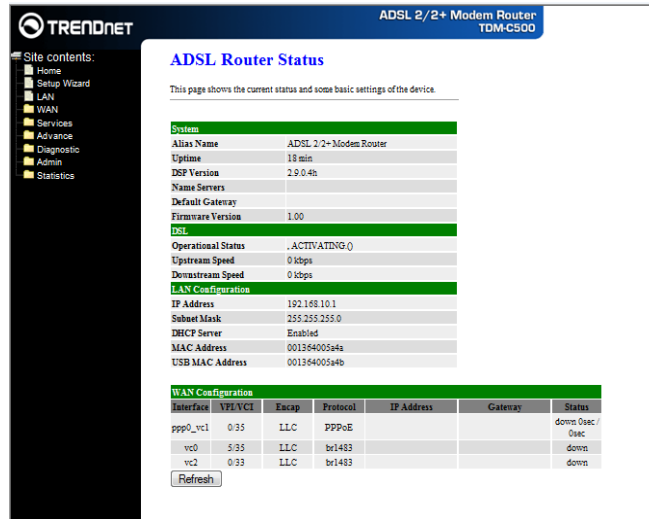 TRENDNET
ADSL 2/2+ Modem Router
TDM-C500
Site contents:
Home
Setup Wizard
LAN
WAN
Services
Advance
Diagnostic
Admin
Statistics
ADSL Router Status
This page shows the current status and some basic settings of the device.
System
Alias Name ADSL 2/2+ Modem Router
Uptime 18 min
DSP Version 2.9.0.4h
Name Servers
Default Gateway
Firmware Version 1.00
DSL
Operational Status , ACTIVATING.()
Upstream Speed 0 kbps
Downstream Speed 0 kbps
LAN Configuration
IP Address 192.168.10.1
Subnet Mask 255.255.255.0
DHCP Server Enabled
MAC Address 001364005a4a
USB MAC Address 001364005a4b
WAN Configuration
Interface VPI/VCI Encap Protocol IP Address Gateway Status
ppp0_vc1 0/35 LLC PPPoE down 0sec /
0sec
vc0 5/35 LLC br1483 down
vc2 0/33 LLC br1483 down
Refresh